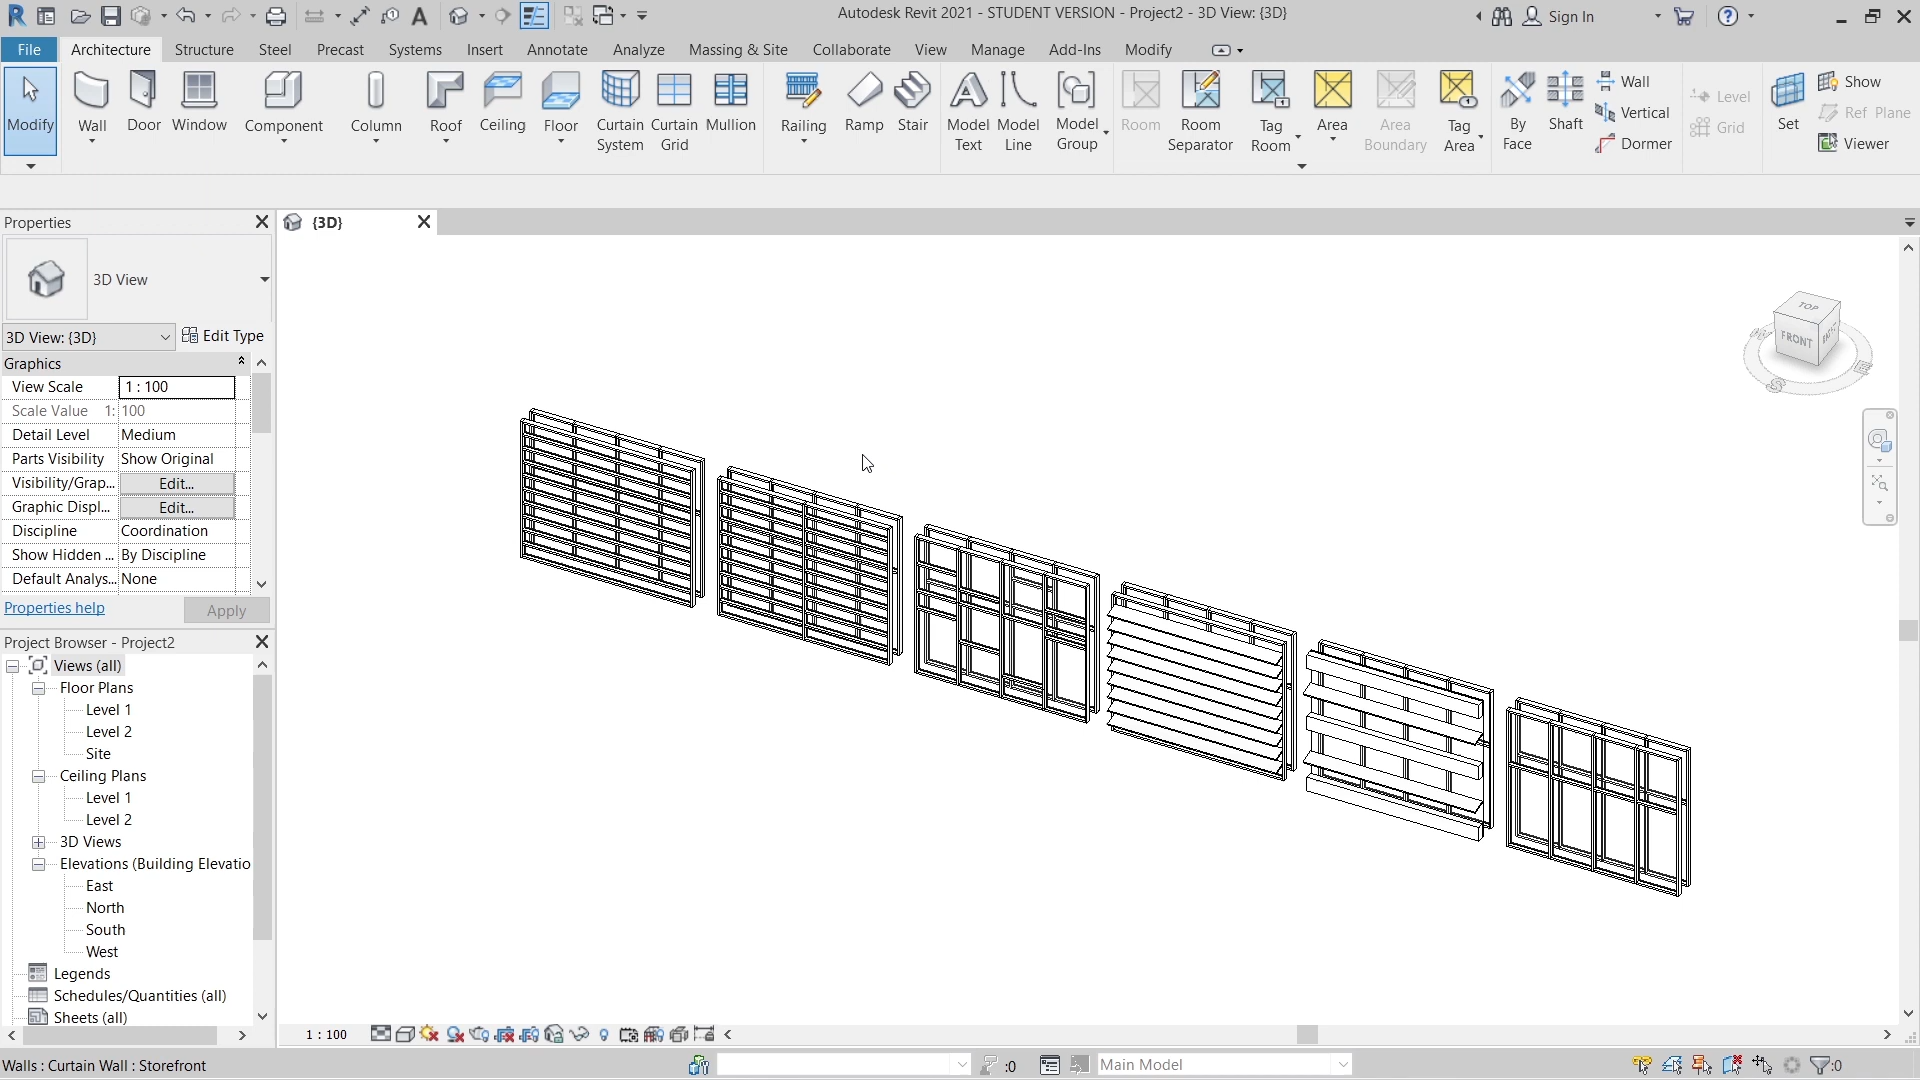 Autodesk Revit 2021 - STUDENT VERSION - Project2 - 3D View: {3D}
Sign In
File Architecture Structure Steel Precast Systems Insert Annotate Analyze Massing & Site Collaborate View Manage Add-Ins Modify
Modify
Wall
Door
Window
Component
Column
Roof
Ceiling
Floor
Curtain System
Curtain Grid
Mullion
Railing
Ramp
Stair
Model Text
Model Line
Model Group
Room
Room Separator
Tag Room
Area
Area Boundary
Tag Area
By Face
Shaft
Wall
Vertical
Dormer
Level
Grid
Set
Show
Ref Plane
Viewer
Properties
{3D}
3D View
3D View: {3D}
Edit Type
Graphics
View Scale 1 : 100
Scale Value 1: 100
Detail Level Medium
Parts Visibility Show Original
Visibility/Grap... Edit...
Graphic Displ... Edit...
Discipline Coordination
Show Hidden ... By Discipline
Default Analys... None
Properties help
Apply
Project Browser - Project2
Views (all)
Floor Plans
Level 1
Level 2
Site
Ceiling Plans
Level 1
Level 2
3D Views
Elevations (Building Elevatio
East
North
South
West
Legends
Schedules/Quantities (all)
Sheets (all)
TOP
FRONT
S
E
1 : 100
Walls : Curtain Wall : Storefront
:0
Main Model
:0